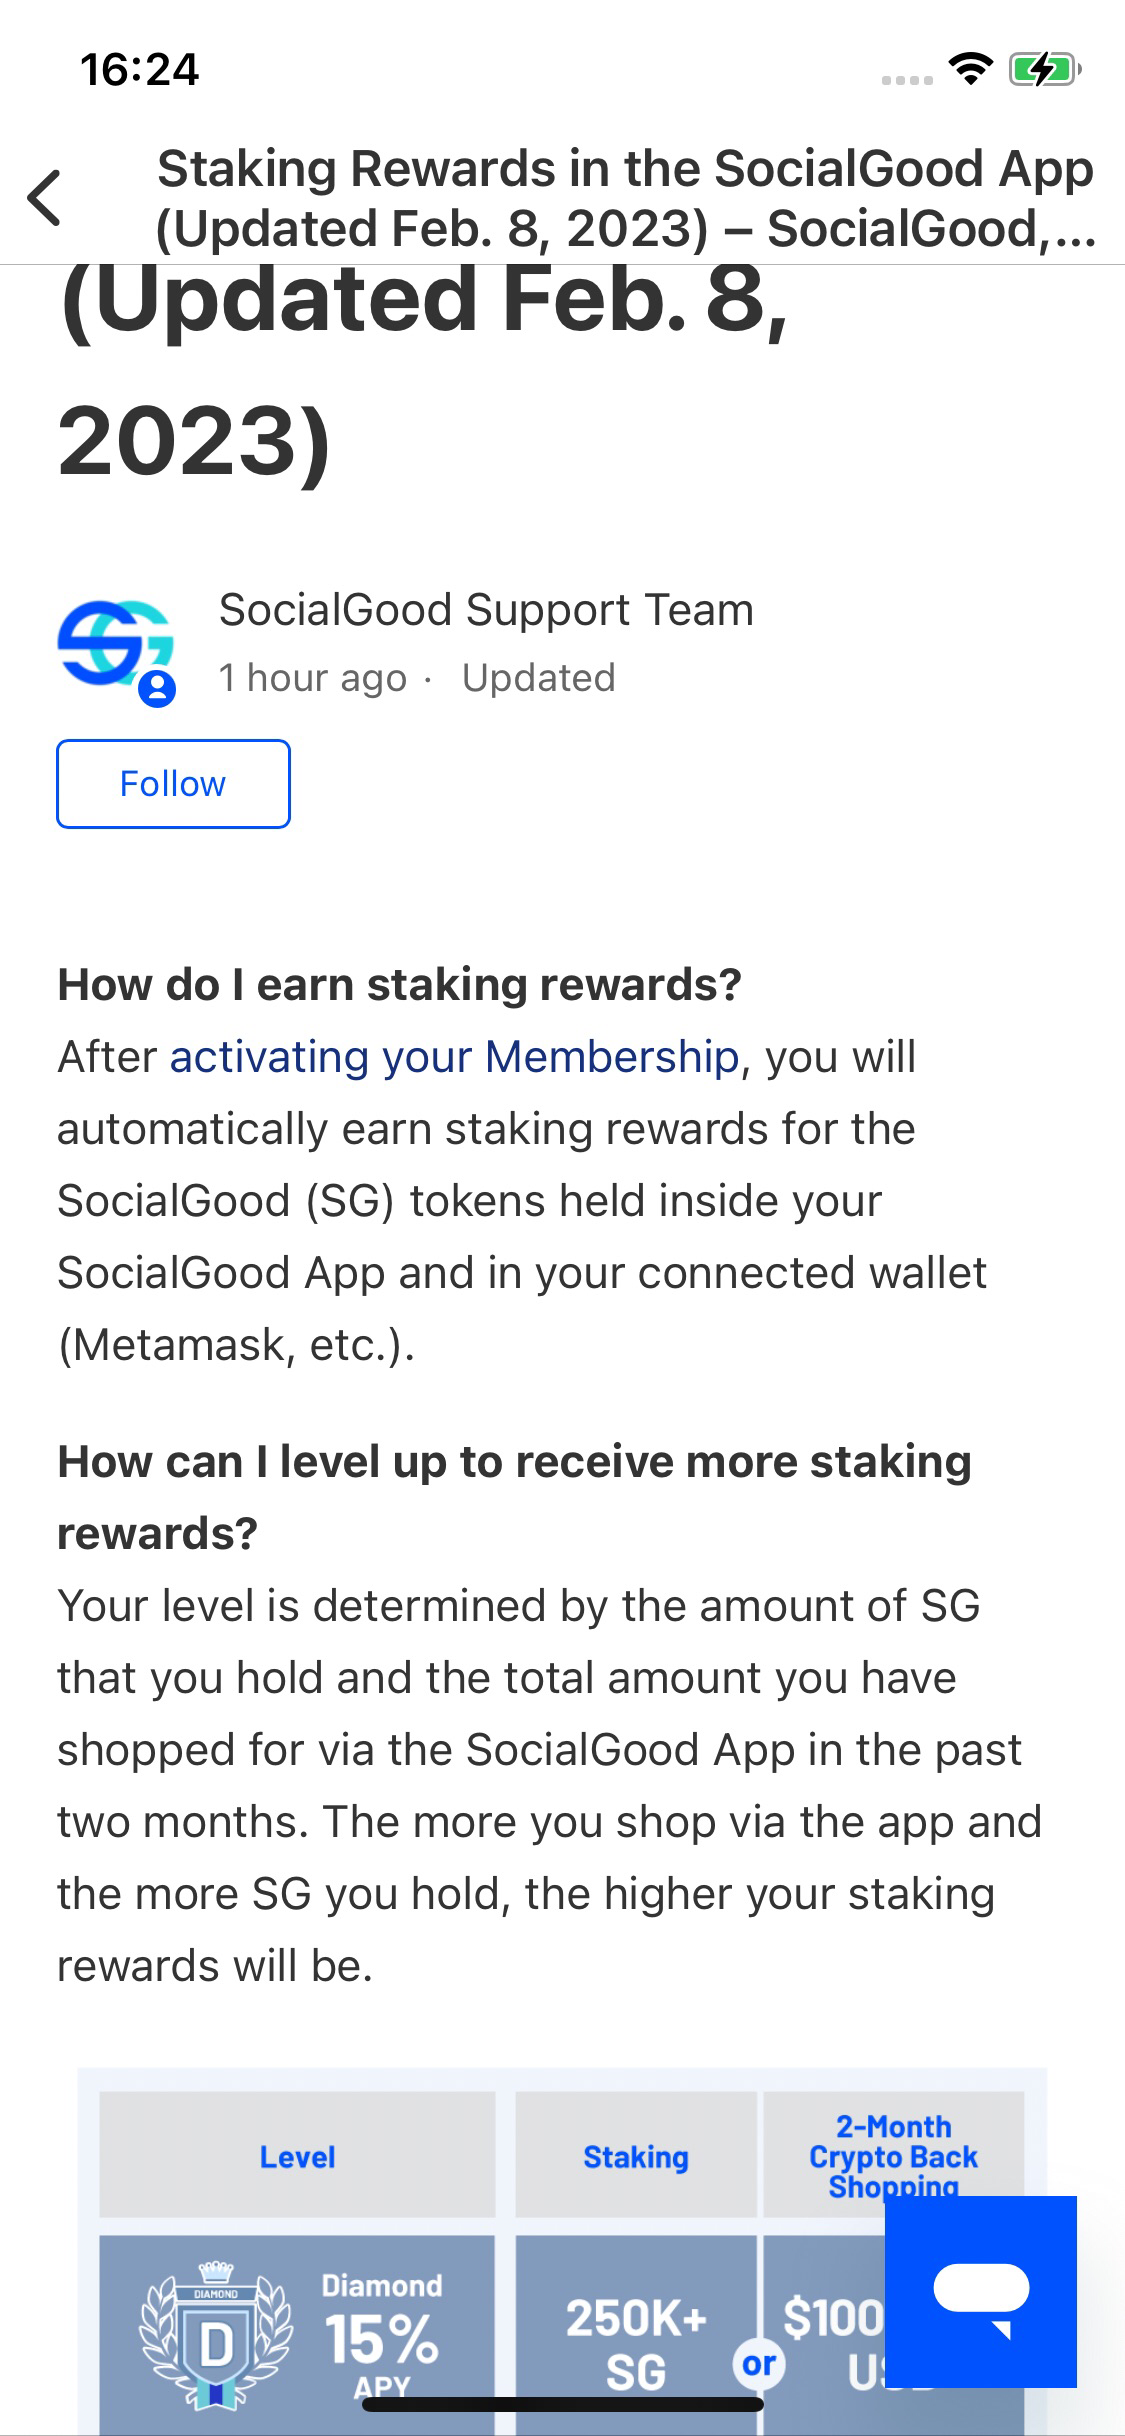 16:24
Staking Rewards in the SocialGood App
(Updated Feb. 8, 2023) – SocialGood,...
(Updated Feb. 8,
2023)
SocialGood Support Team
1 hour ago · Updated
Follow
How do I earn staking rewards?
After activating your Membership, you will
automatically earn staking rewards for the
SocialGood (SG) tokens held inside your
SocialGood App and in your connected wallet
(Metamask, etc.).
How can I level up to receive more staking
rewards?
Your level is determined by the amount of SG
that you hold and the total amount you have
shopped for via the SocialGood App in the past
two months. The more you shop via the app and
the more SG you hold, the higher your staking
rewards will be.
Level
Staking
2-Month
Crypto Back
Shopping
DIAMOND
D
Diamond
15%
APY
250K+
SG
or